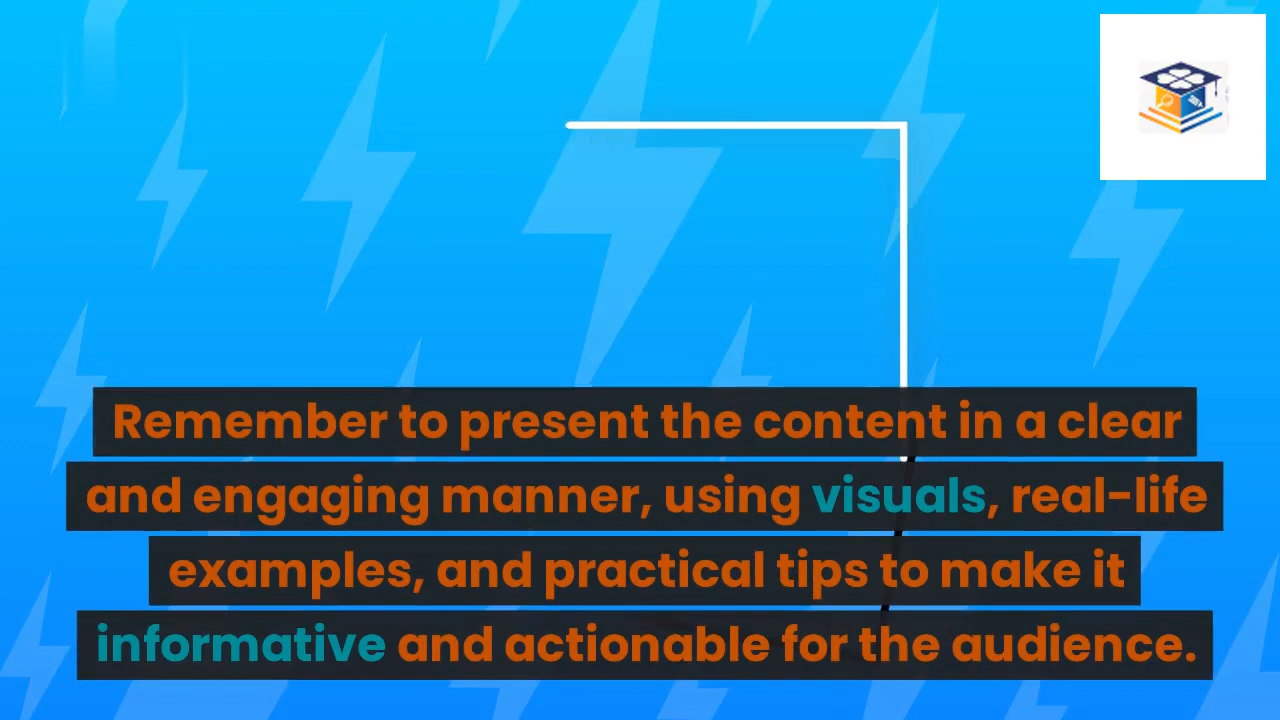 Remember to present the content in a clear
and engaging manner, using visuals, real-life
examples, and practical tips to make it
informative and actionable for the audience.